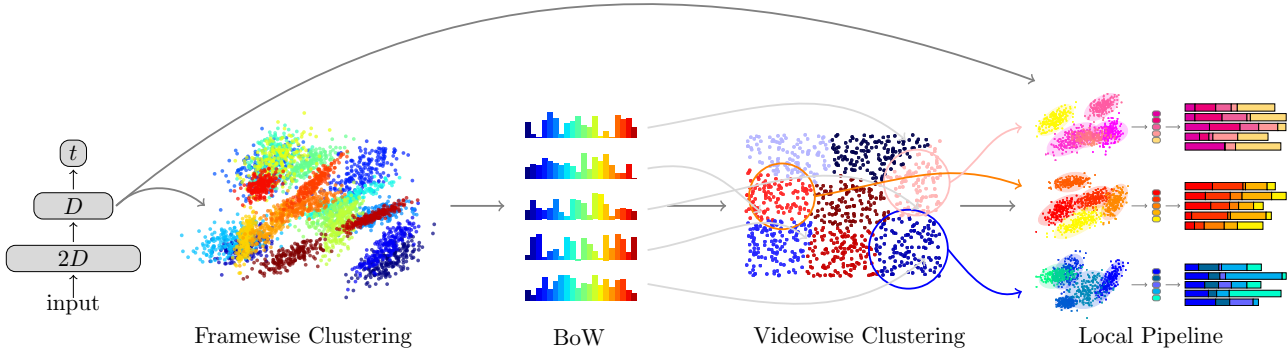 t
D
2D
input
Framewise Clustering
BoW
Videowise Clustering
Local Pipeline